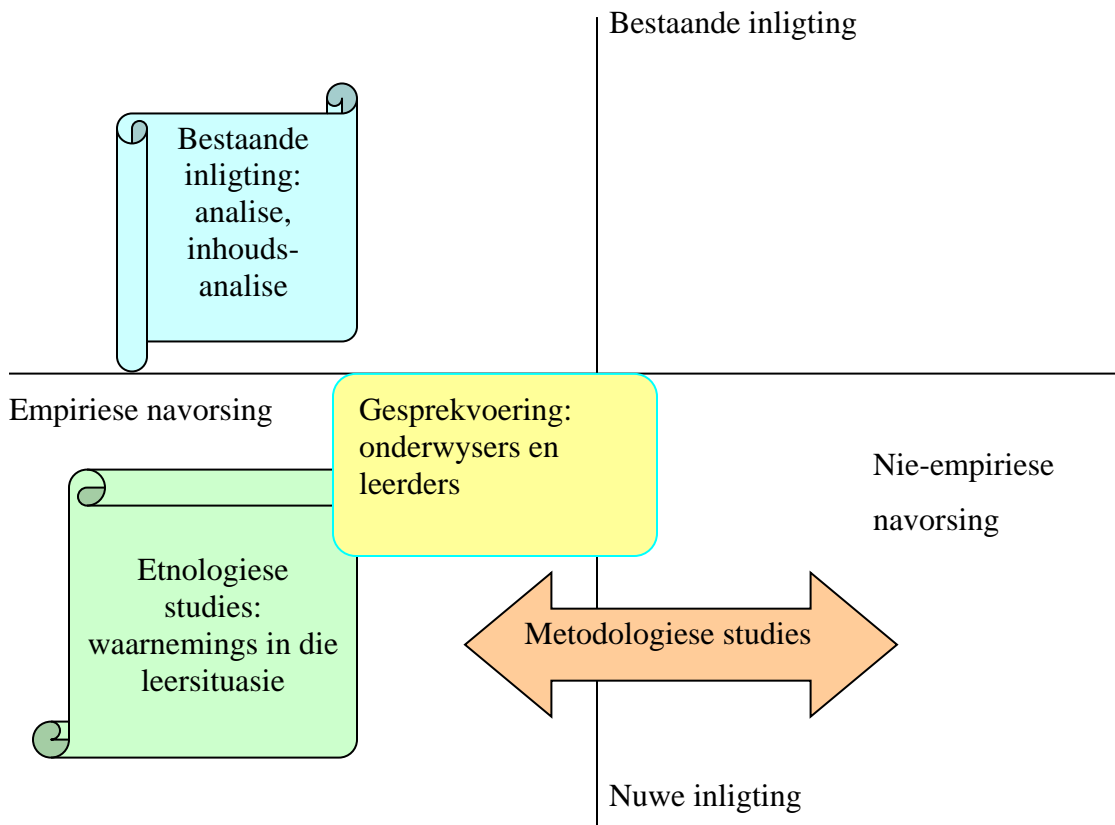 Bestaande inligting
Bestaande
inligting:
analise,
inhouds-
analise
Empiriese navorsing
Gesprekvoering:
onderwysers en
leerders
Nie-empiriese
navorsing
Etnologiese
studies:
waarnemings in die
leersituasie
Metodologiese studies
Nuwe inligting